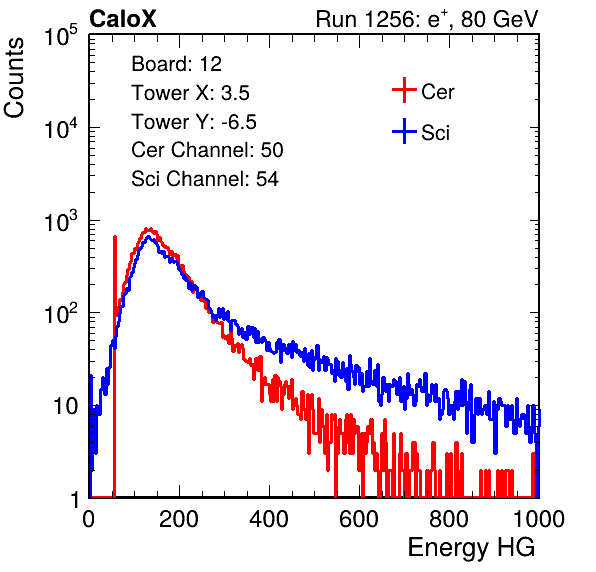 CaloX Run 1256: e⁺, 80 GeV
Counts
Board: 12
Tower X: 3.5
Tower Y: -6.5
Cer Channel: 50
Sci Channel: 54
Cer
Sci
10⁵
10⁴
10³
10²
10
1
0 200 400 600 800 1000
Energy HG